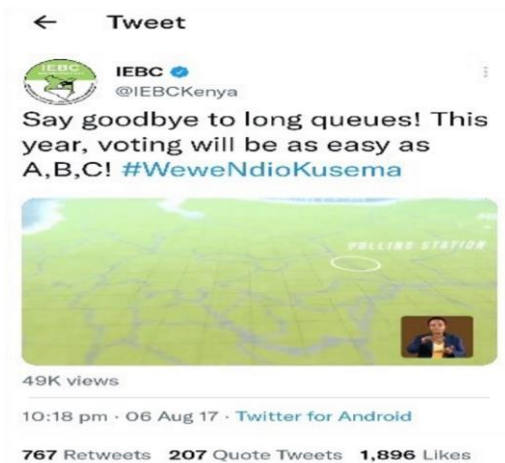 ← Tweet
IEBC
IEBC
@IEBCKenya
Say goodbye to long queues! This
year, voting will be as easy as
A,B,C! #WeweNdioKusema
POLLING STATION
49K views
10:18 pm · 06 Aug 17 · Twitter for Android
767 Retweets 207 Quote Tweets 1,896 Likes